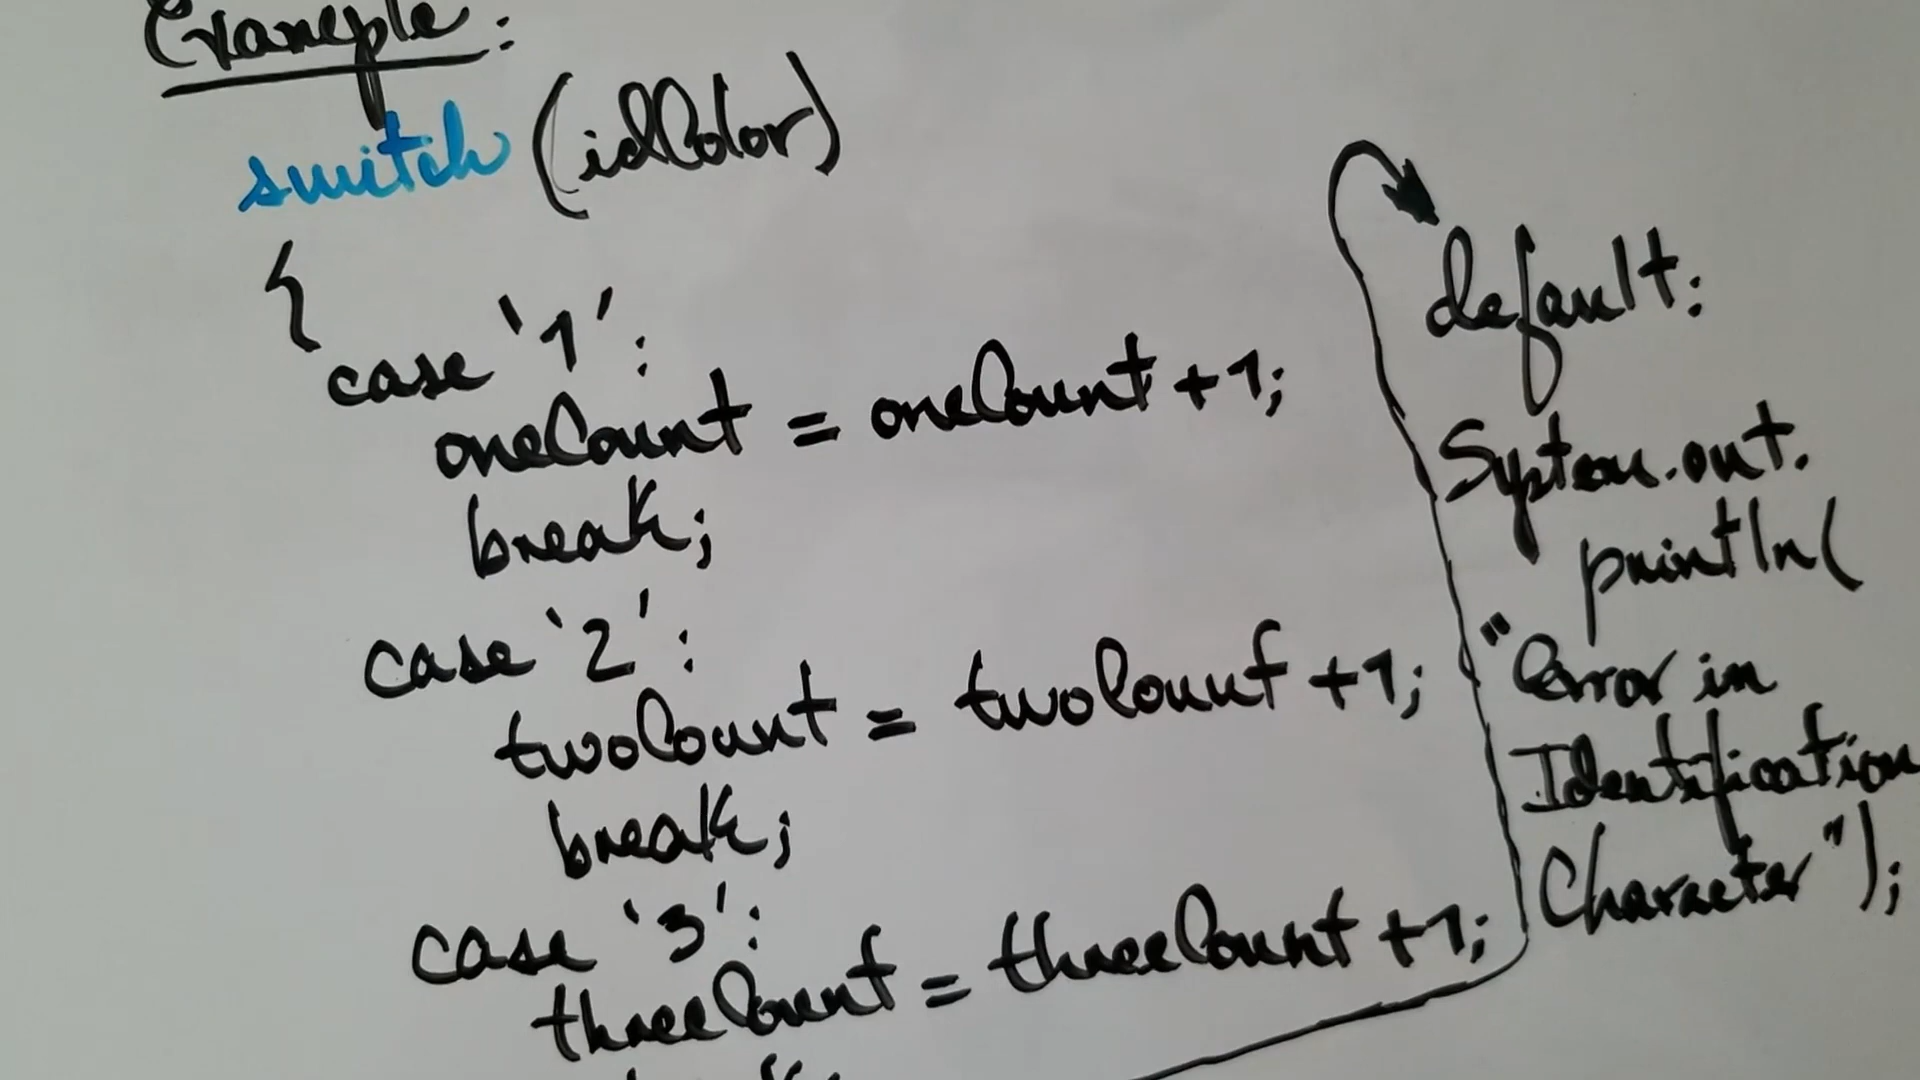 Example:
switch (idColor)
{
case '1':
oneCount = oneCount +1;
break;
case '2':
twoCount = twoCount +1;
break;
case '3':
threeCount = threeCount +1;
default:
System.out.
println(
"Error in
Identification
Character");